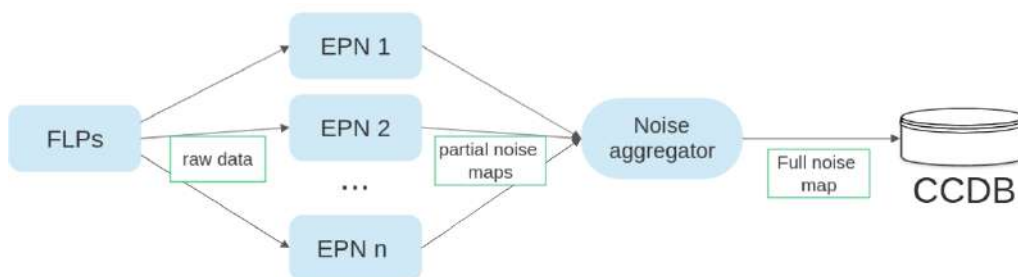 FLPs
raw data
EPN 1
EPN 2
...
EPN n
partial noise
maps
Noise
aggregator
Full noise
map
CCDB